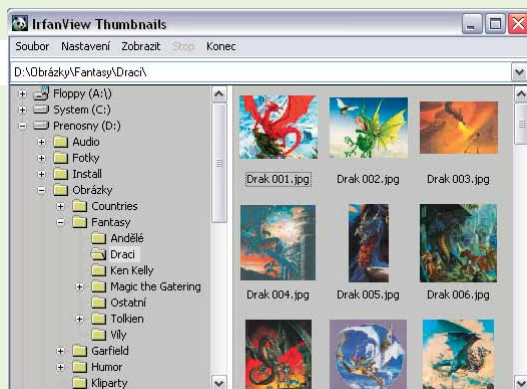 IrfanView Thumbnails
Soubor Nastavení Zobrazit Stop Konec
D:\Obrázky\Fantasy\Draci\
Floppy (A:\)
System (C:)
Prenosny (D:)
Audio
Fotky
Install
Obrázky
Countries
Fantasy
Andělé
Draci
Ken Kelly
Magic the Gatering
Ostatní
Tolkien
Víly
Garfield
Humor
Kliparty
Drak 001.jpg Drak 002.jpg Drak 003.jpg
Drak 004.jpg Drak 005.jpg Drak 006.jpg